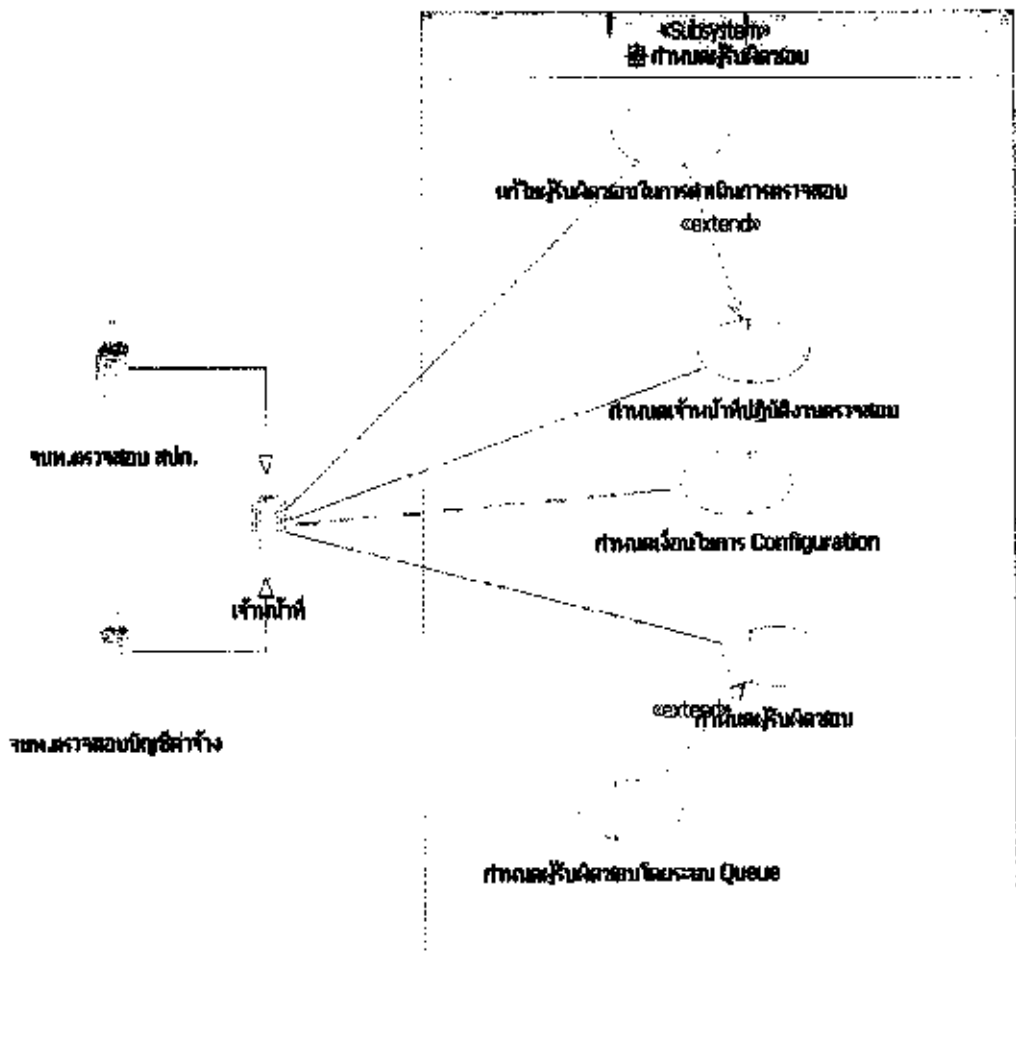 «Subsystem»
กำหนดผู้รับผิดชอบ
แก้ไขผู้รับผิดชอบในการดำเนินการตรวจสอบ
«extend»
กำหนดเจ้าหน้าที่ปฏิบัติงานตรวจสอบ
จนท.ตรวจสอบ สปก.
กำหนดเงื่อนไขการ Configuration
เจ้าหน้าที่
«extend»
กำหนดผู้รับผิดชอบ
จนท.ตรวจสอบบัญชีค่าจ้าง
กำหนดผู้รับผิดชอบโดยระบบ Queue